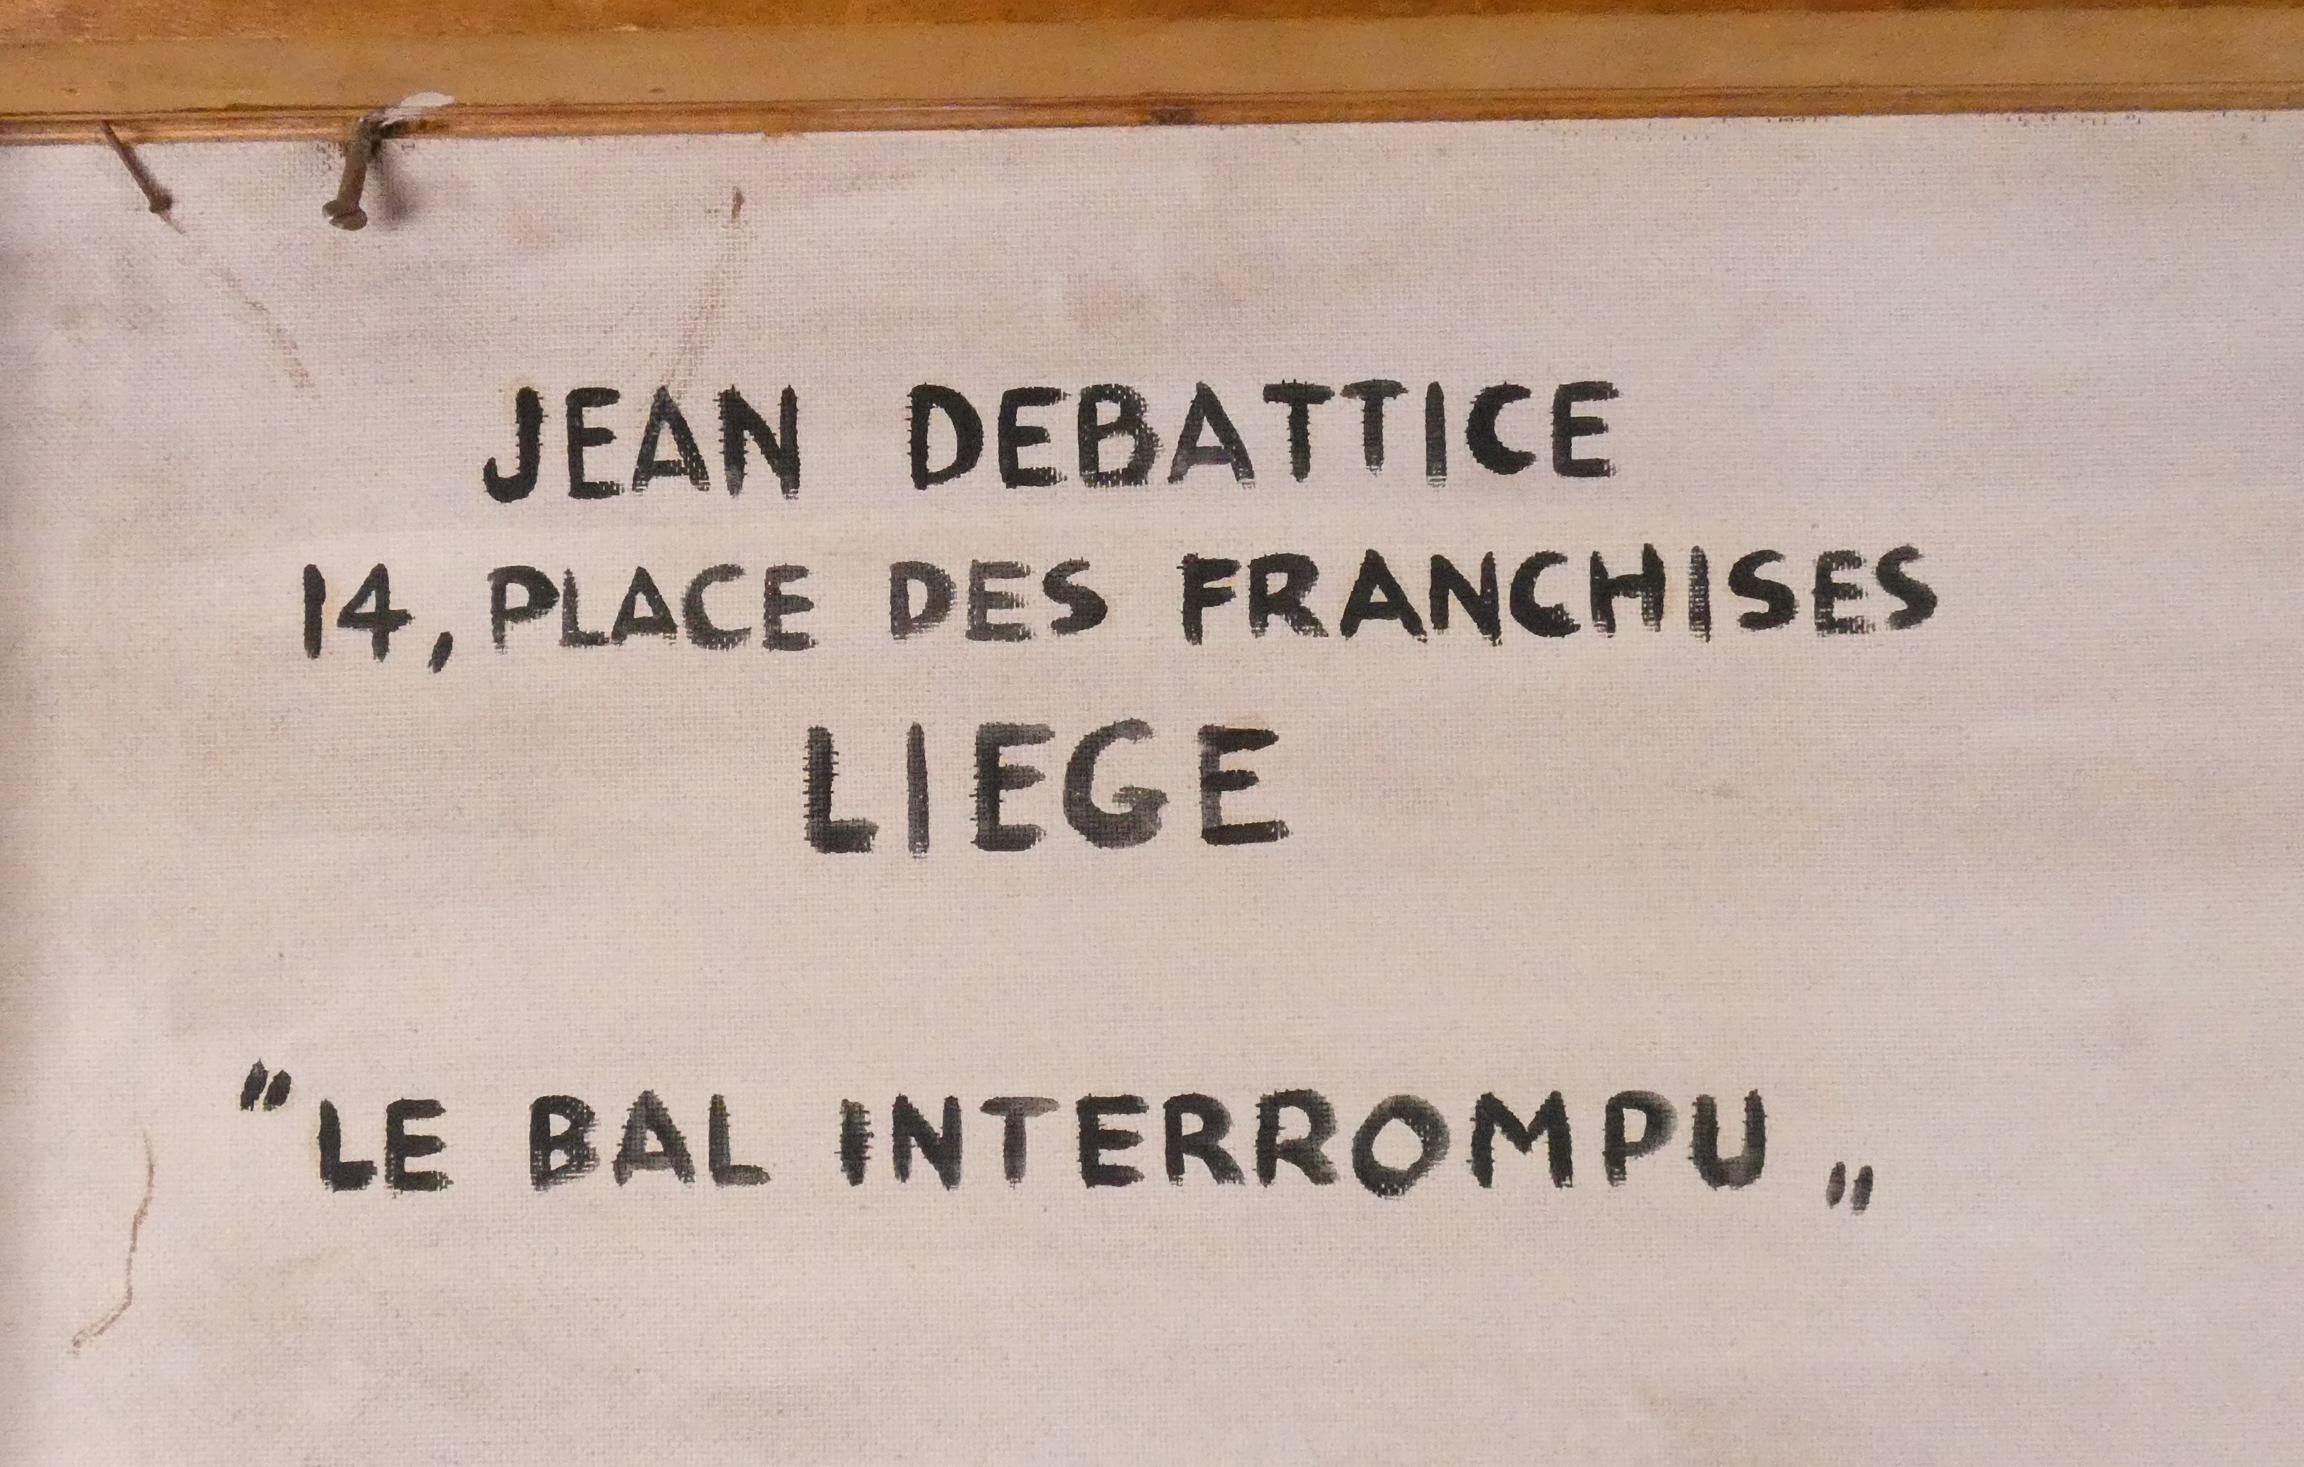 JEAN DEBATTICE
14, PLACE DES FRANCHISES
LIEGE
"LE BAL INTERROMPU„